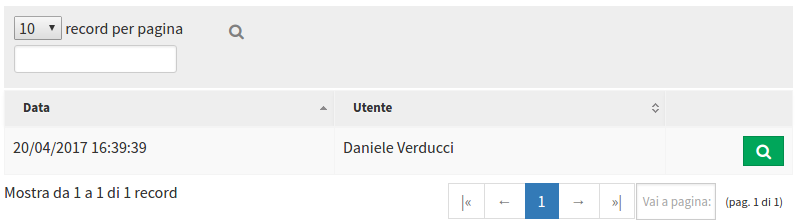 10 record per pagina
Data Utente
20/04/2017 16:39:39 Daniele Verducci
Mostra da 1 a 1 di 1 record
|« ← 1 → »| Vai a pagina: (pag. 1 di 1)